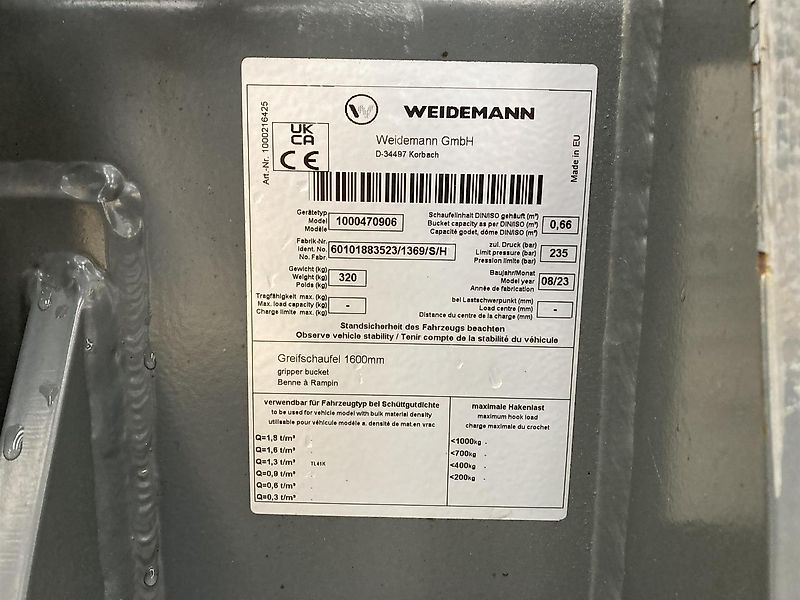 WEIDEMANN
Weidemann GmbH
D-34497 Korbach
Art.-Nr. 1000216425
UK
CA
CE
Made in EU
Gerätetyp
Model
Modèle
1000470906
Schaufelinhalt DIN/ISO gehäuft (m³)
Bucket capacity as per DIN/ISO (m³)
Capacité godet, dôme DIN/ISO (m³)
0,66
Fabrik-Nr.
Ident. No.
No. Fabr.
60101883523/1369/S/H
zul. Druck (bar)
Limit pressure (bar)
Pression limite (bar)
235
Gewicht (kg)
Weight (kg)
Poids (kg)
320
Baujahr/Monat
Model year
Année de fabrication
08/23
Tragfähigkeit max. (kg)
Max. load capacity (kg)
Charge limite max. (kg)
-
bei Lastschwerpunkt (mm)
Load centre (mm)
Distance du centre de la charge (mm)
-
Standsicherheit des Fahrzeugs beachten
Observe vehicle stability / Tenir compte de la stabilité du véhicule
Greifschaufel 1600mm
gripper bucket
Benne à Rampin
verwendbar für Fahrzeugtyp bei Schüttgutdichte
to be used for vehicle model with bulk material density
utilisable pour véhicule modèle a. densité de mat.en vrac
maximale Hakenlast
maximum hook load
charge maximale du crochet
Q=1,8 t/m³
Q=1,6 t/m³
Q=1,3 t/m³ TL41K
Q=0,9 t/m³
Q=0,6 t/m³
Q=0,3 t/m³
<1000kg .
<700kg .
<400kg .
<200kg .